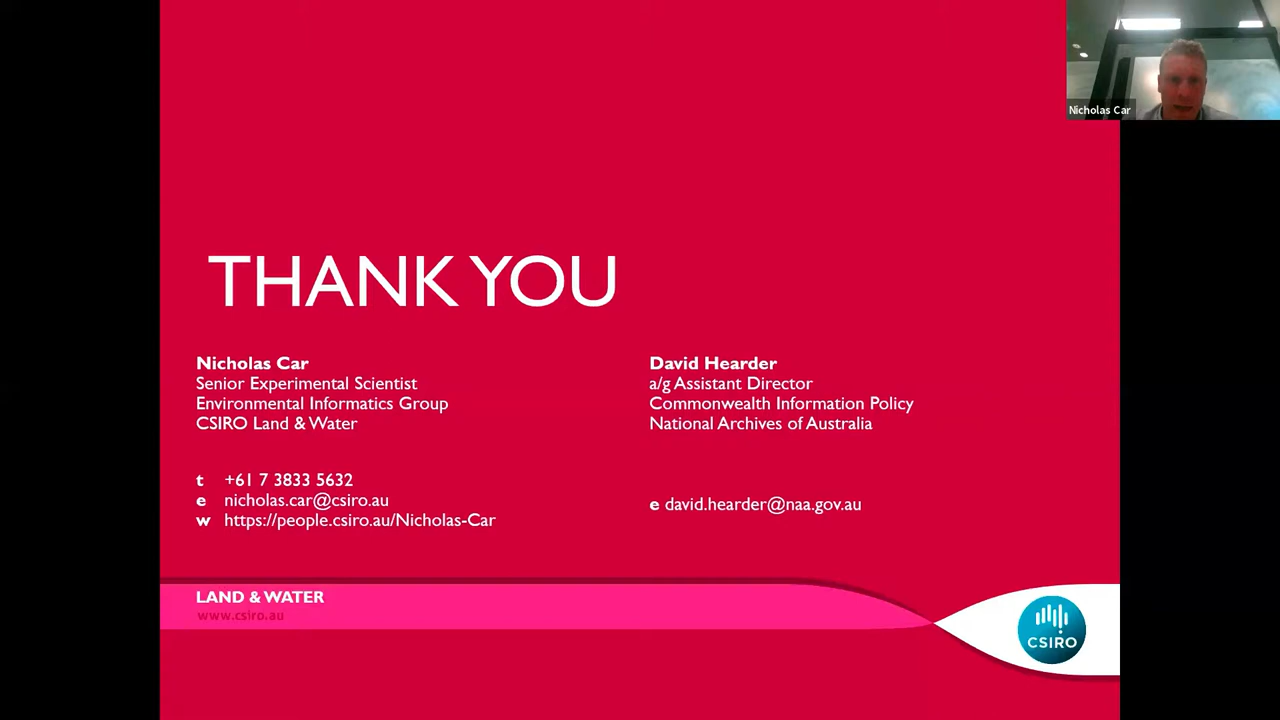 Nicholas Car
THANK YOU
Nicholas Car
Senior Experimental Scientist
Environmental Informatics Group
CSIRO Land & Water
t +61 7 3833 5632
e nicholas.car@csiro.au
w https://people.csiro.au/Nicholas-Car
David Hearder
a/g Assistant Director
Commonwealth Information Policy
National Archives of Australia
e david.hearder@naa.gov.au
LAND & WATER
www.csiro.au
CSIRO